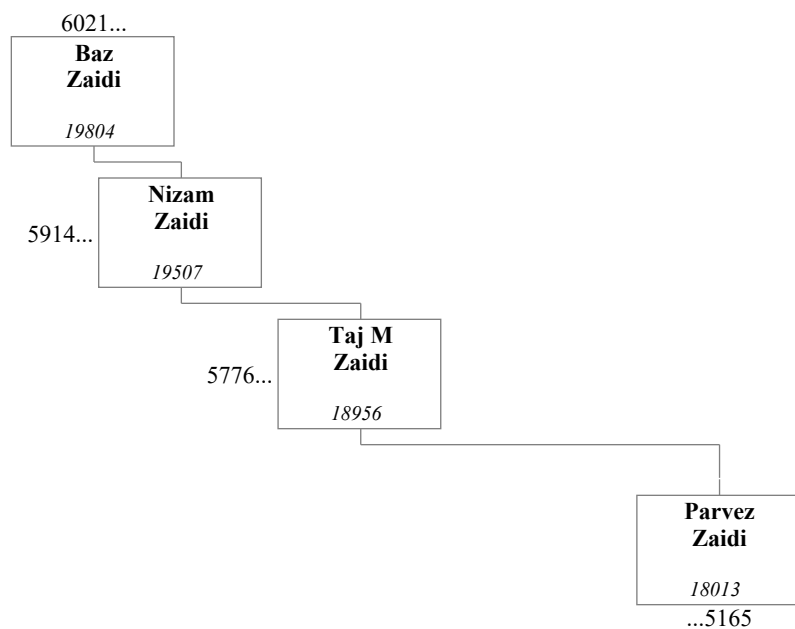 6021...
Baz
Zaidi
19804
Nizam
Zaidi
5914...
19507
Taj M
Zaidi
5776...
18956
Parvez
Zaidi
18013
...5165